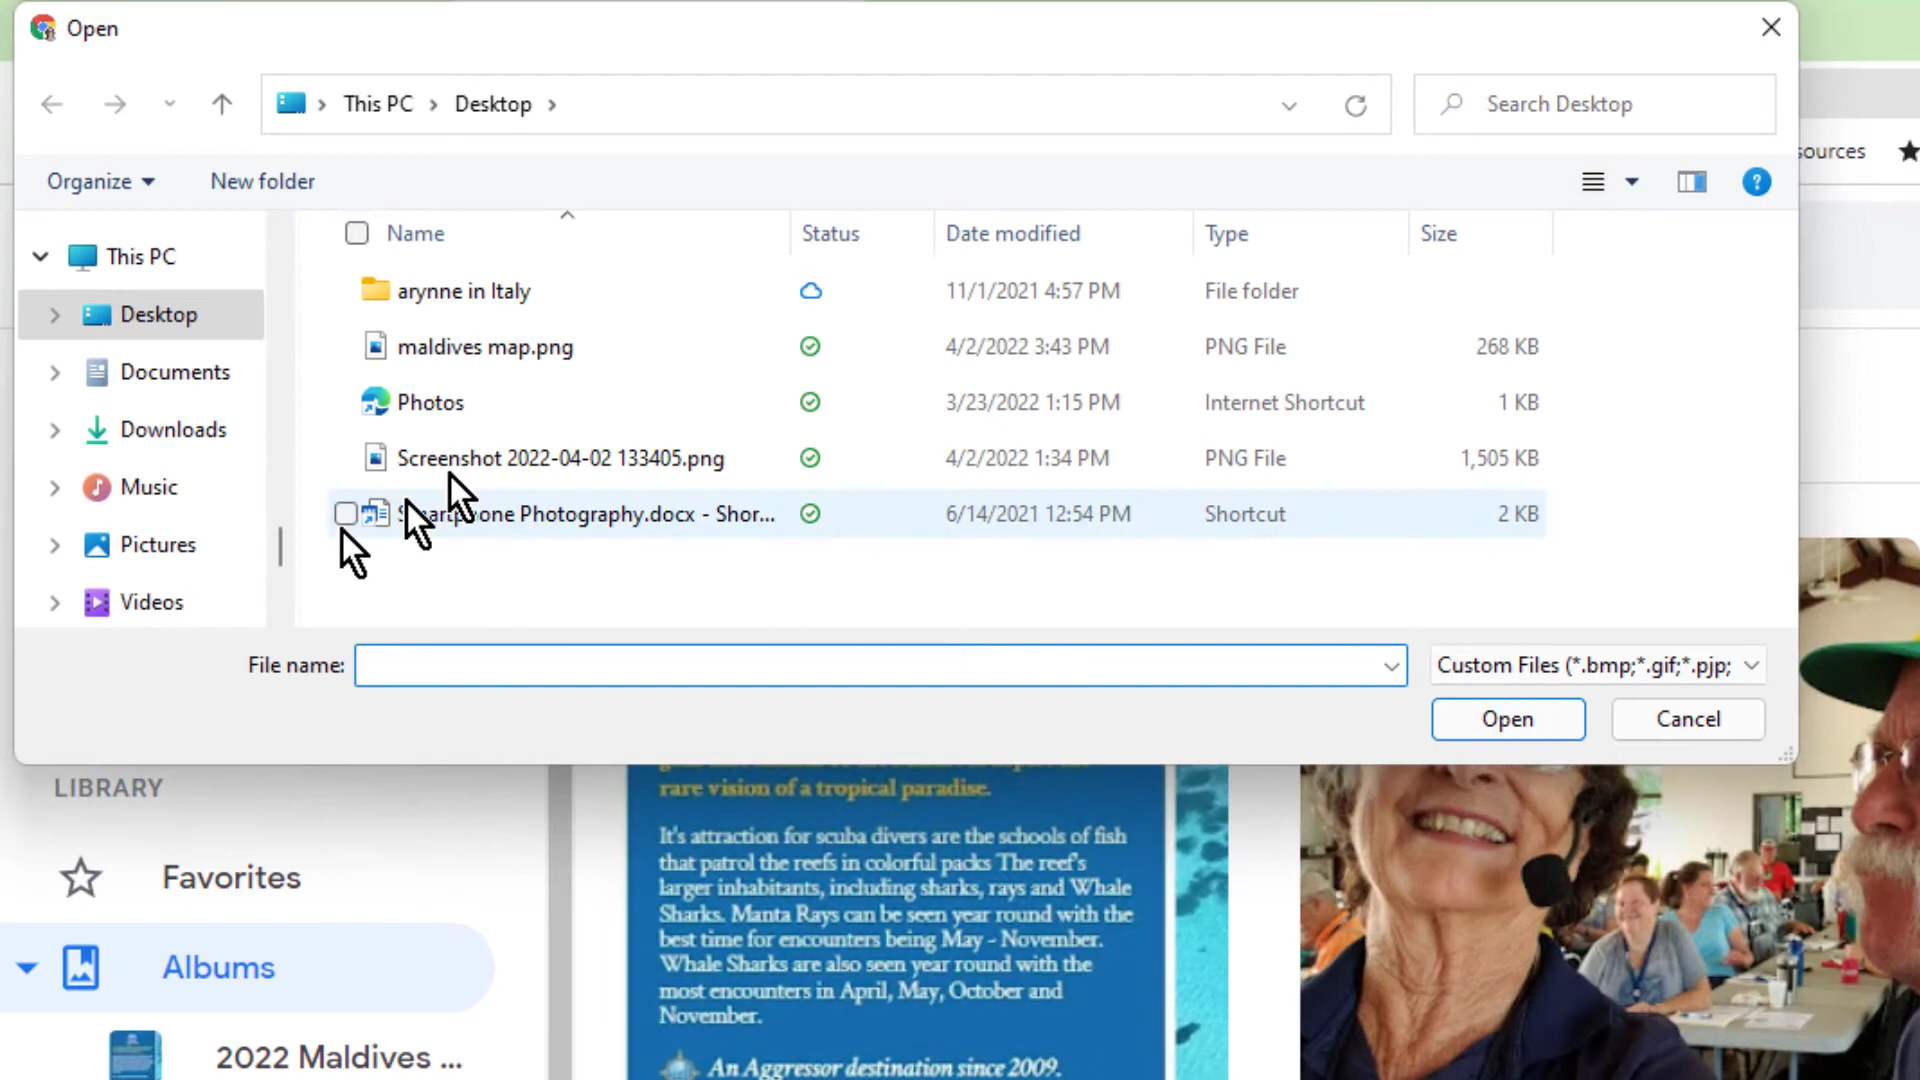 Open
This PC > Desktop >
Search Desktop
sources
Organize
New folder
?
Name
Status
Date modified
Type
Size
This PC
Desktop
Documents
Downloads
Music
Pictures
Videos
arynne in Italy
11/1/2021 4:57 PM
File folder
maldives map.png
4/2/2022 3:43 PM
PNG File
268 KB
Photos
3/23/2022 1:15 PM
Internet Shortcut
1 KB
Screenshot 2022-04-02 133405.png
4/2/2022 1:34 PM
PNG File
1,505 KB
Smartphone Photography.docx - Shor...
6/14/2021 12:54 PM
Shortcut
2 KB
File name:
Custom Files (*.bmp;*.gif;*.pjp;
Open
Cancel
LIBRARY
Favorites
Albums
2022 Maldives ...
rare vision of a tropical paradise.
It's attraction for scuba divers are the schools of fish
that patrol the reefs in colorful packs The reef's
larger inhabitants, including sharks, rays and Whale
Sharks. Manta Rays can be seen year round with the
best time for encounters being May - November.
Whale Sharks are also seen year round with the
most encounters in April, May, October and
November.
An Aggressor destination since 2009.